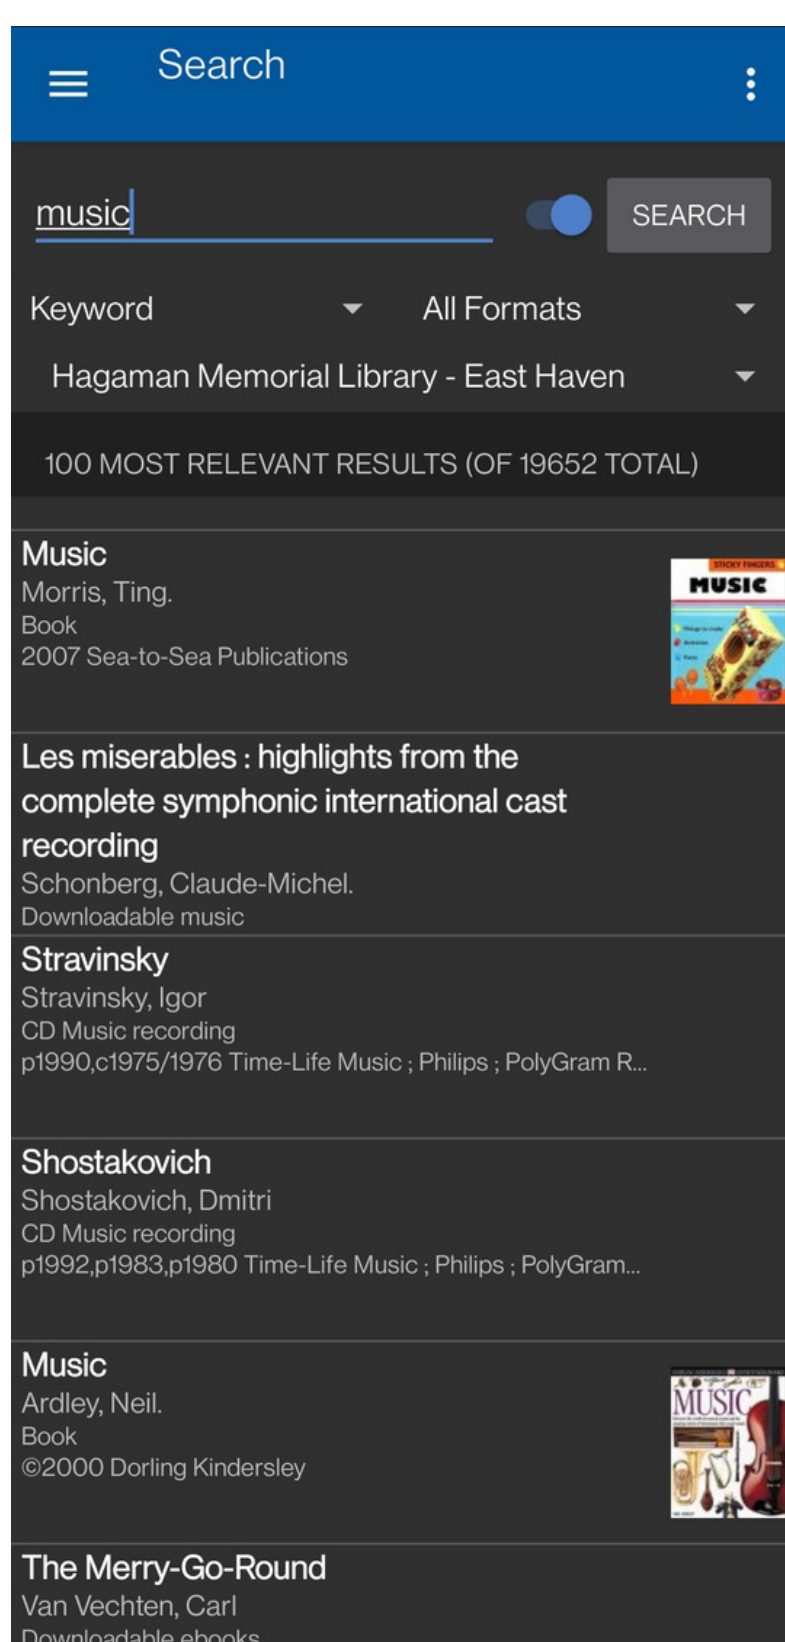 Search
music
SEARCH
Keyword
All Formats
Hagaman Memorial Library - East Haven
100 MOST RELEVANT RESULTS (OF 19652 TOTAL)
Music
Morris, Ting.
Book
2007 Sea-to-Sea Publications
STICKY FINGERS
MUSIC
Les miserables : highlights from the
complete symphonic international cast
recording
Schonberg, Claude-Michel.
Downloadable music
Stravinsky
Stravinsky, Igor
CD Music recording
p1990,c1975/1976 Time-Life Music ; Philips ; PolyGram R...
Shostakovich
Shostakovich, Dmitri
CD Music recording
p1992,p1983,p1980 Time-Life Music ; Philips ; PolyGram...
Music
Ardley, Neil.
Book
©2000 Dorling Kindersley
MUSIC
The Merry-Go-Round
Van Vechten, Carl
Downloadable ebooks